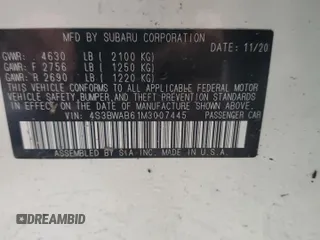 MFD BY SUBARU CORPORATION
DATE: 11/20
GVWR: 4630 LB ( 2100 KG)
GAWR: F 2756 LB ( 1250 KG)
GAWR: R 2690 LB ( 1220 KG)
THIS VEHICLE CONFORMS TO ALL APPLICABLE
FEDERAL MOTOR VEHICLE
SAFETY, BUMPER, AND THEFT PREVENTION
STANDARDS IN EFFECT ON THE DATE OF
MANUFACTURE SHOWN ABOVE.
VIN: 4S3BWAB61M3007445 PASSENGER CAR
ASSEMBLED BY SIA INC. MADE IN U.S.A.
DREAMBID